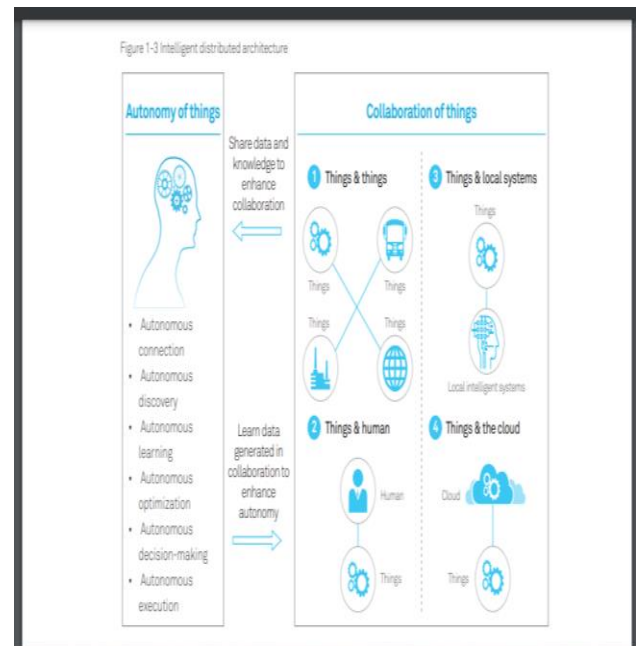 Figure 1-3 Intelligent distributed architecture
Autonomy of things
• Autonomous
connection
• Autonomous
discovery
• Autonomous
learning
• Autonomous
optimization
• Autonomous
decision-making
• Autonomous
execution
Share data and
knowledge to
enhance
collaboration
Learn data
generated in
collaboration to
enhance
autonomy
Collaboration of things
1 Things & things
Things
Things
Things
Things
2 Things & human
Human
Things
3 Things & local systems
Things
Local intelligent systems
4 Things & the cloud
Cloud
Things